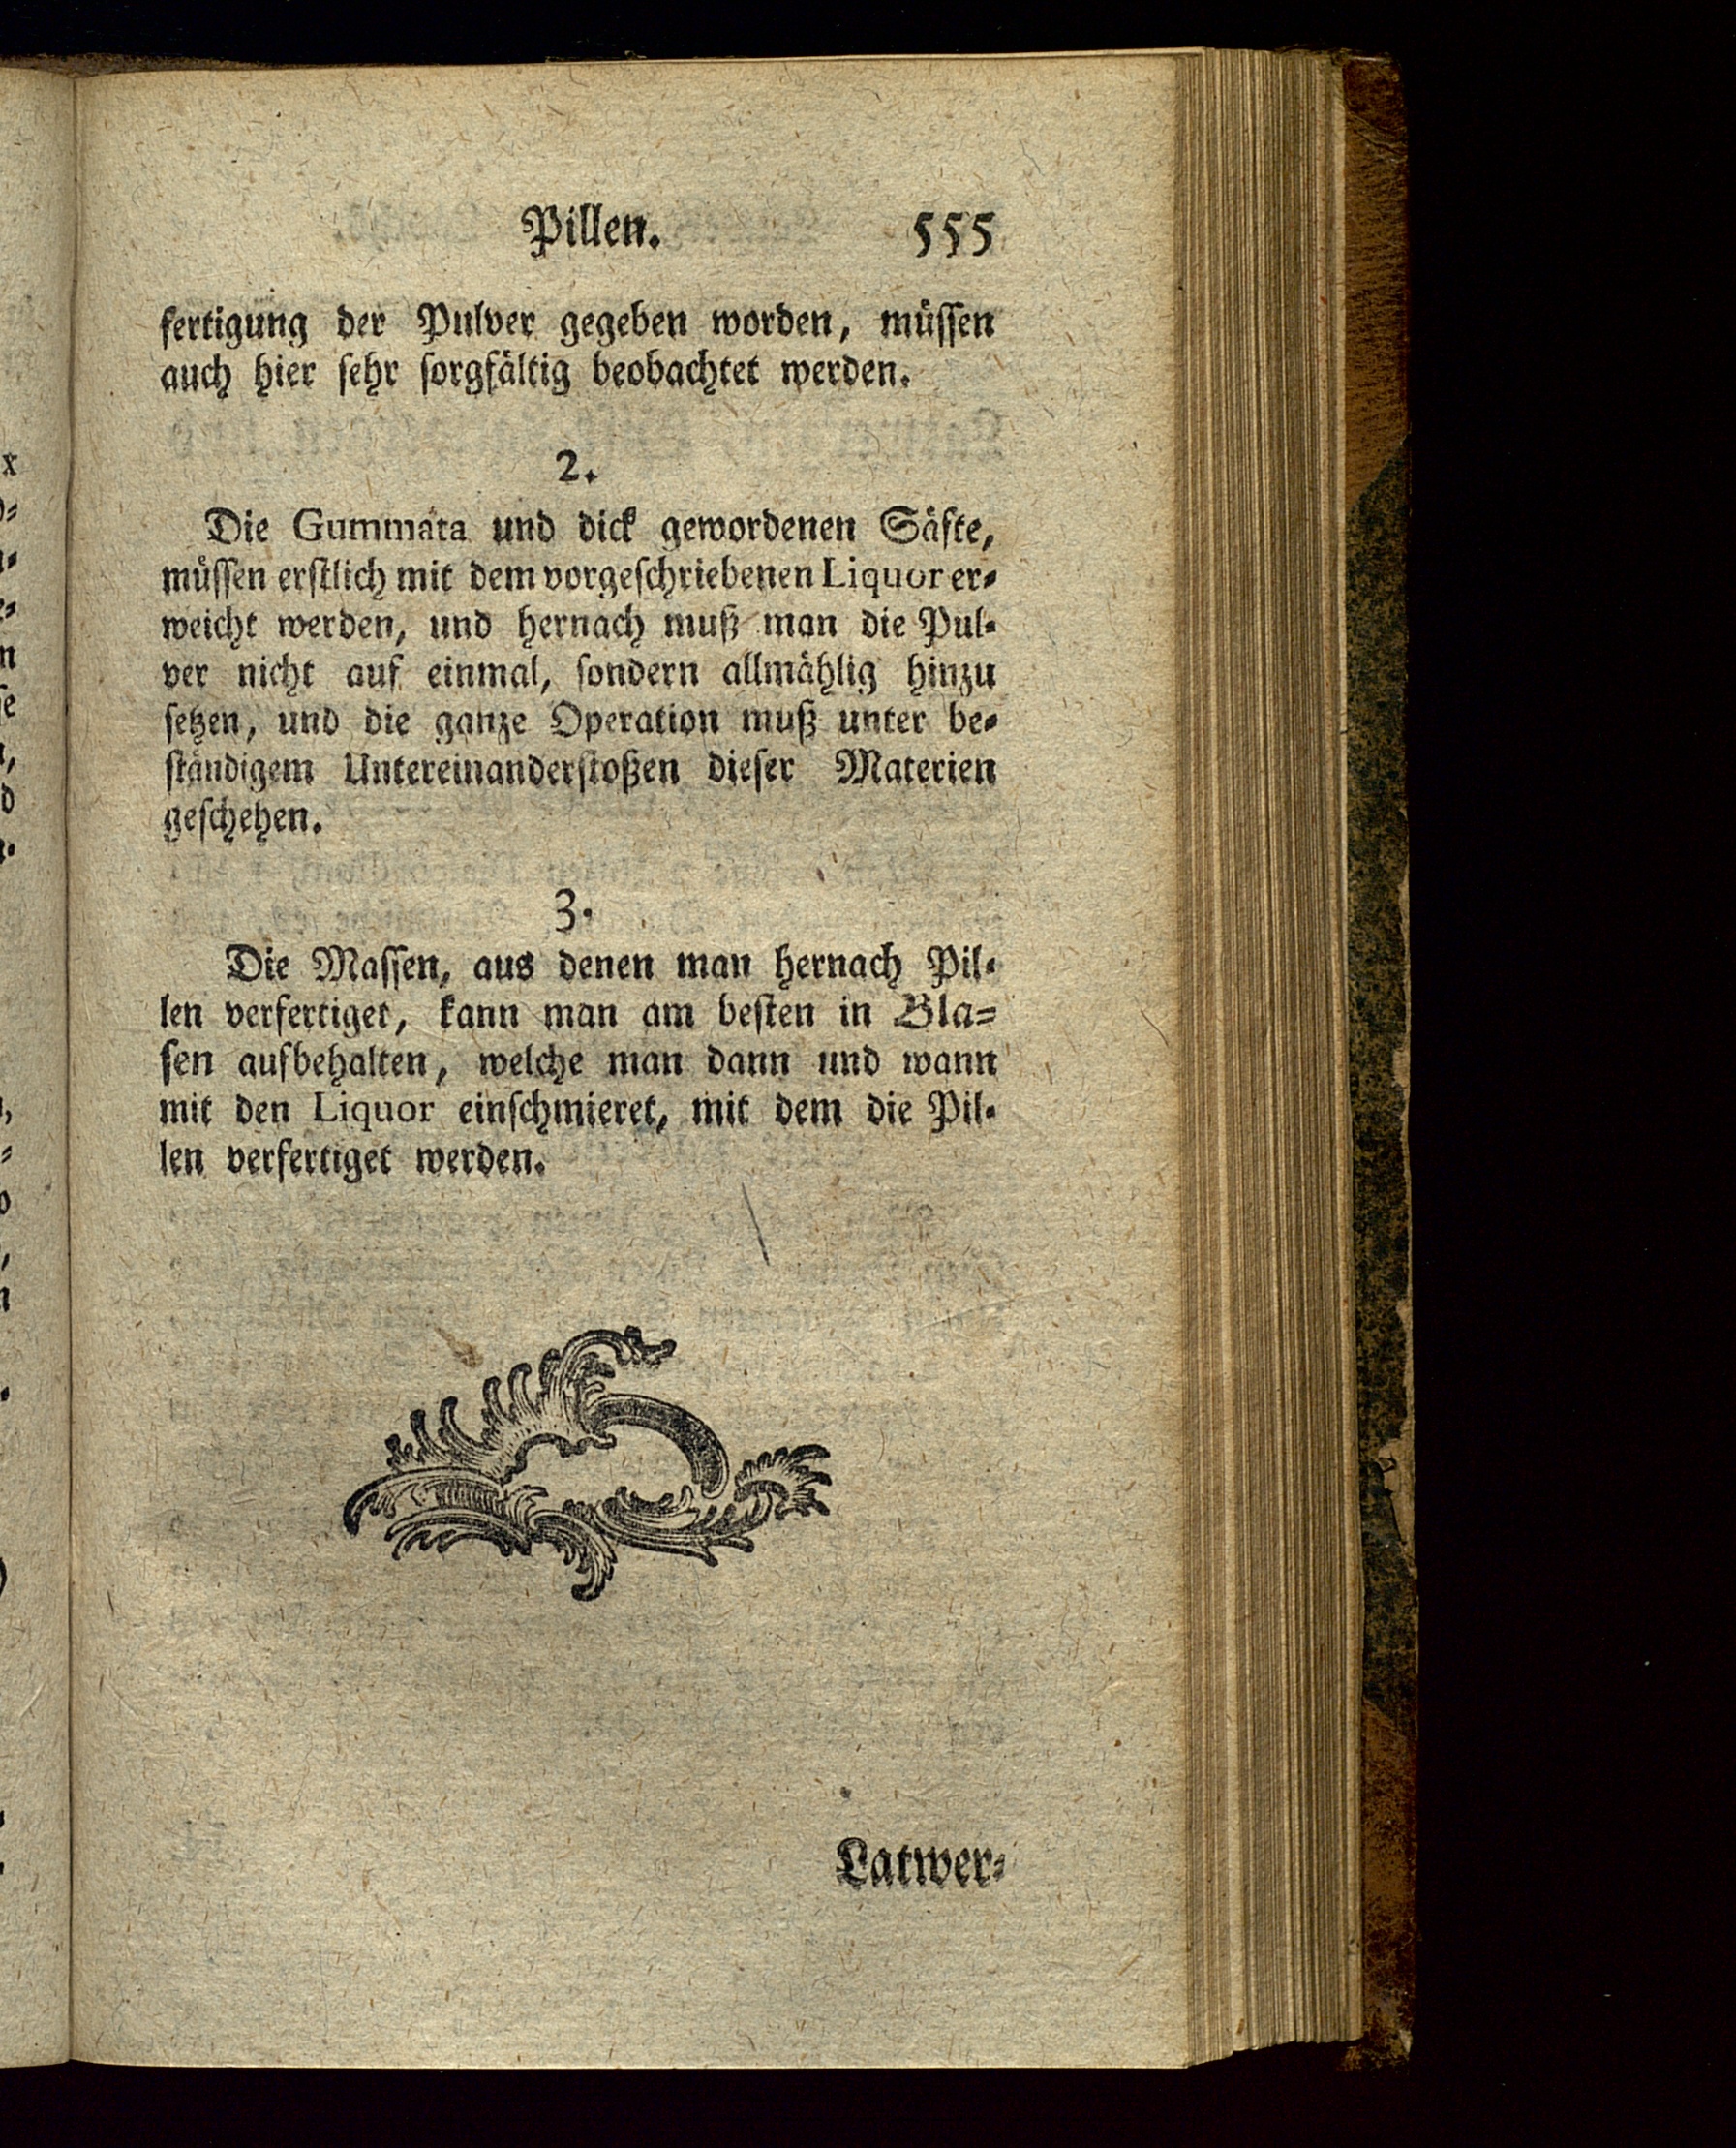 Pillen. 555
fertigung der Pulver gegeben worden, müssen
auch hier sehr sorgfältig beobachtet werden.
2.
Die Gummata und dick gewordenen Säfte,
müssen erstlich mit dem vorgeschriebenen Liquor er-
weicht werden, und hernach muß man die Pul-
ver nicht auf einmal, sondern allmählig hinzu
setzen, und die ganze Operation muß unter be-
ständigem Untereinanderstoßen dieser Materien
geschehen.
3.
Die Massen, aus denen man hernach Pil-
len verfertiget, kann man am besten in Bla-
sen aufbehalten, welche man dann und wann
mit den Liquor einschmieret, mit dem die Pil-
len verfertiget werden.
Latwer-